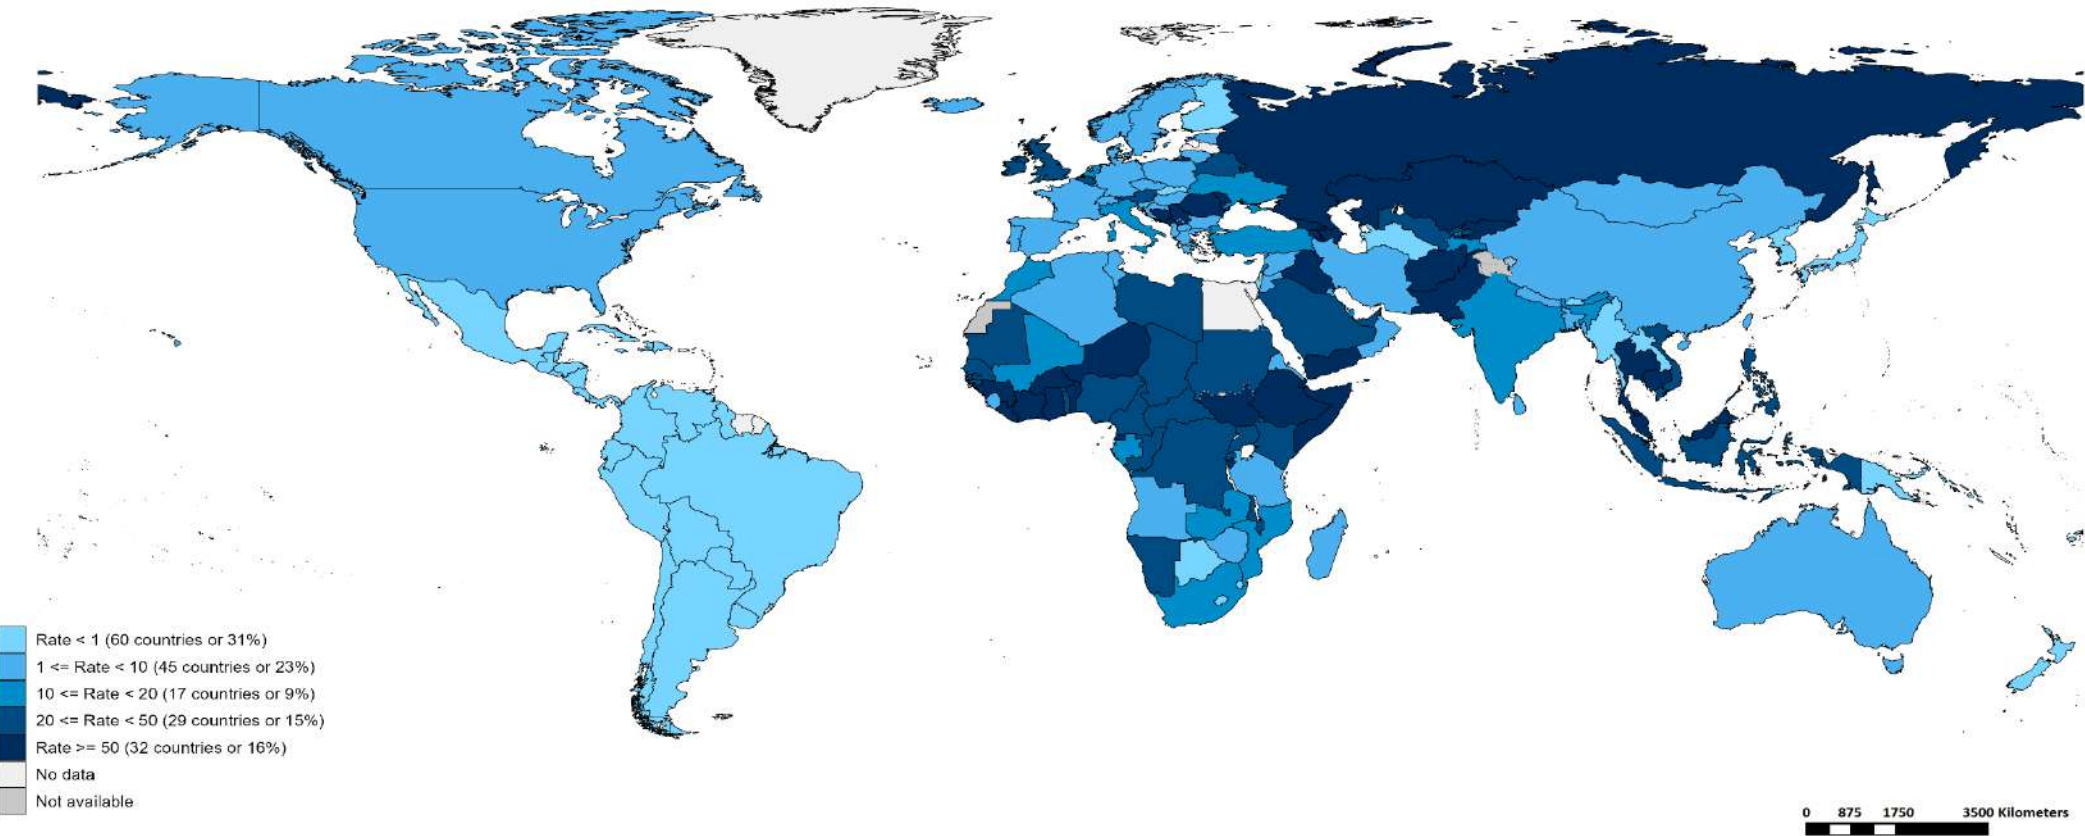 Rate < 1 (60 countries or 31%)
1 <= Rate < 10 (45 countries or 23%)
10 <= Rate < 20 (17 countries or 9%)
20 <= Rate < 50 (29 countries or 15%)
Rate >= 50 (32 countries or 16%)
No data
Not available
0 875 1750 3500 Kilometers